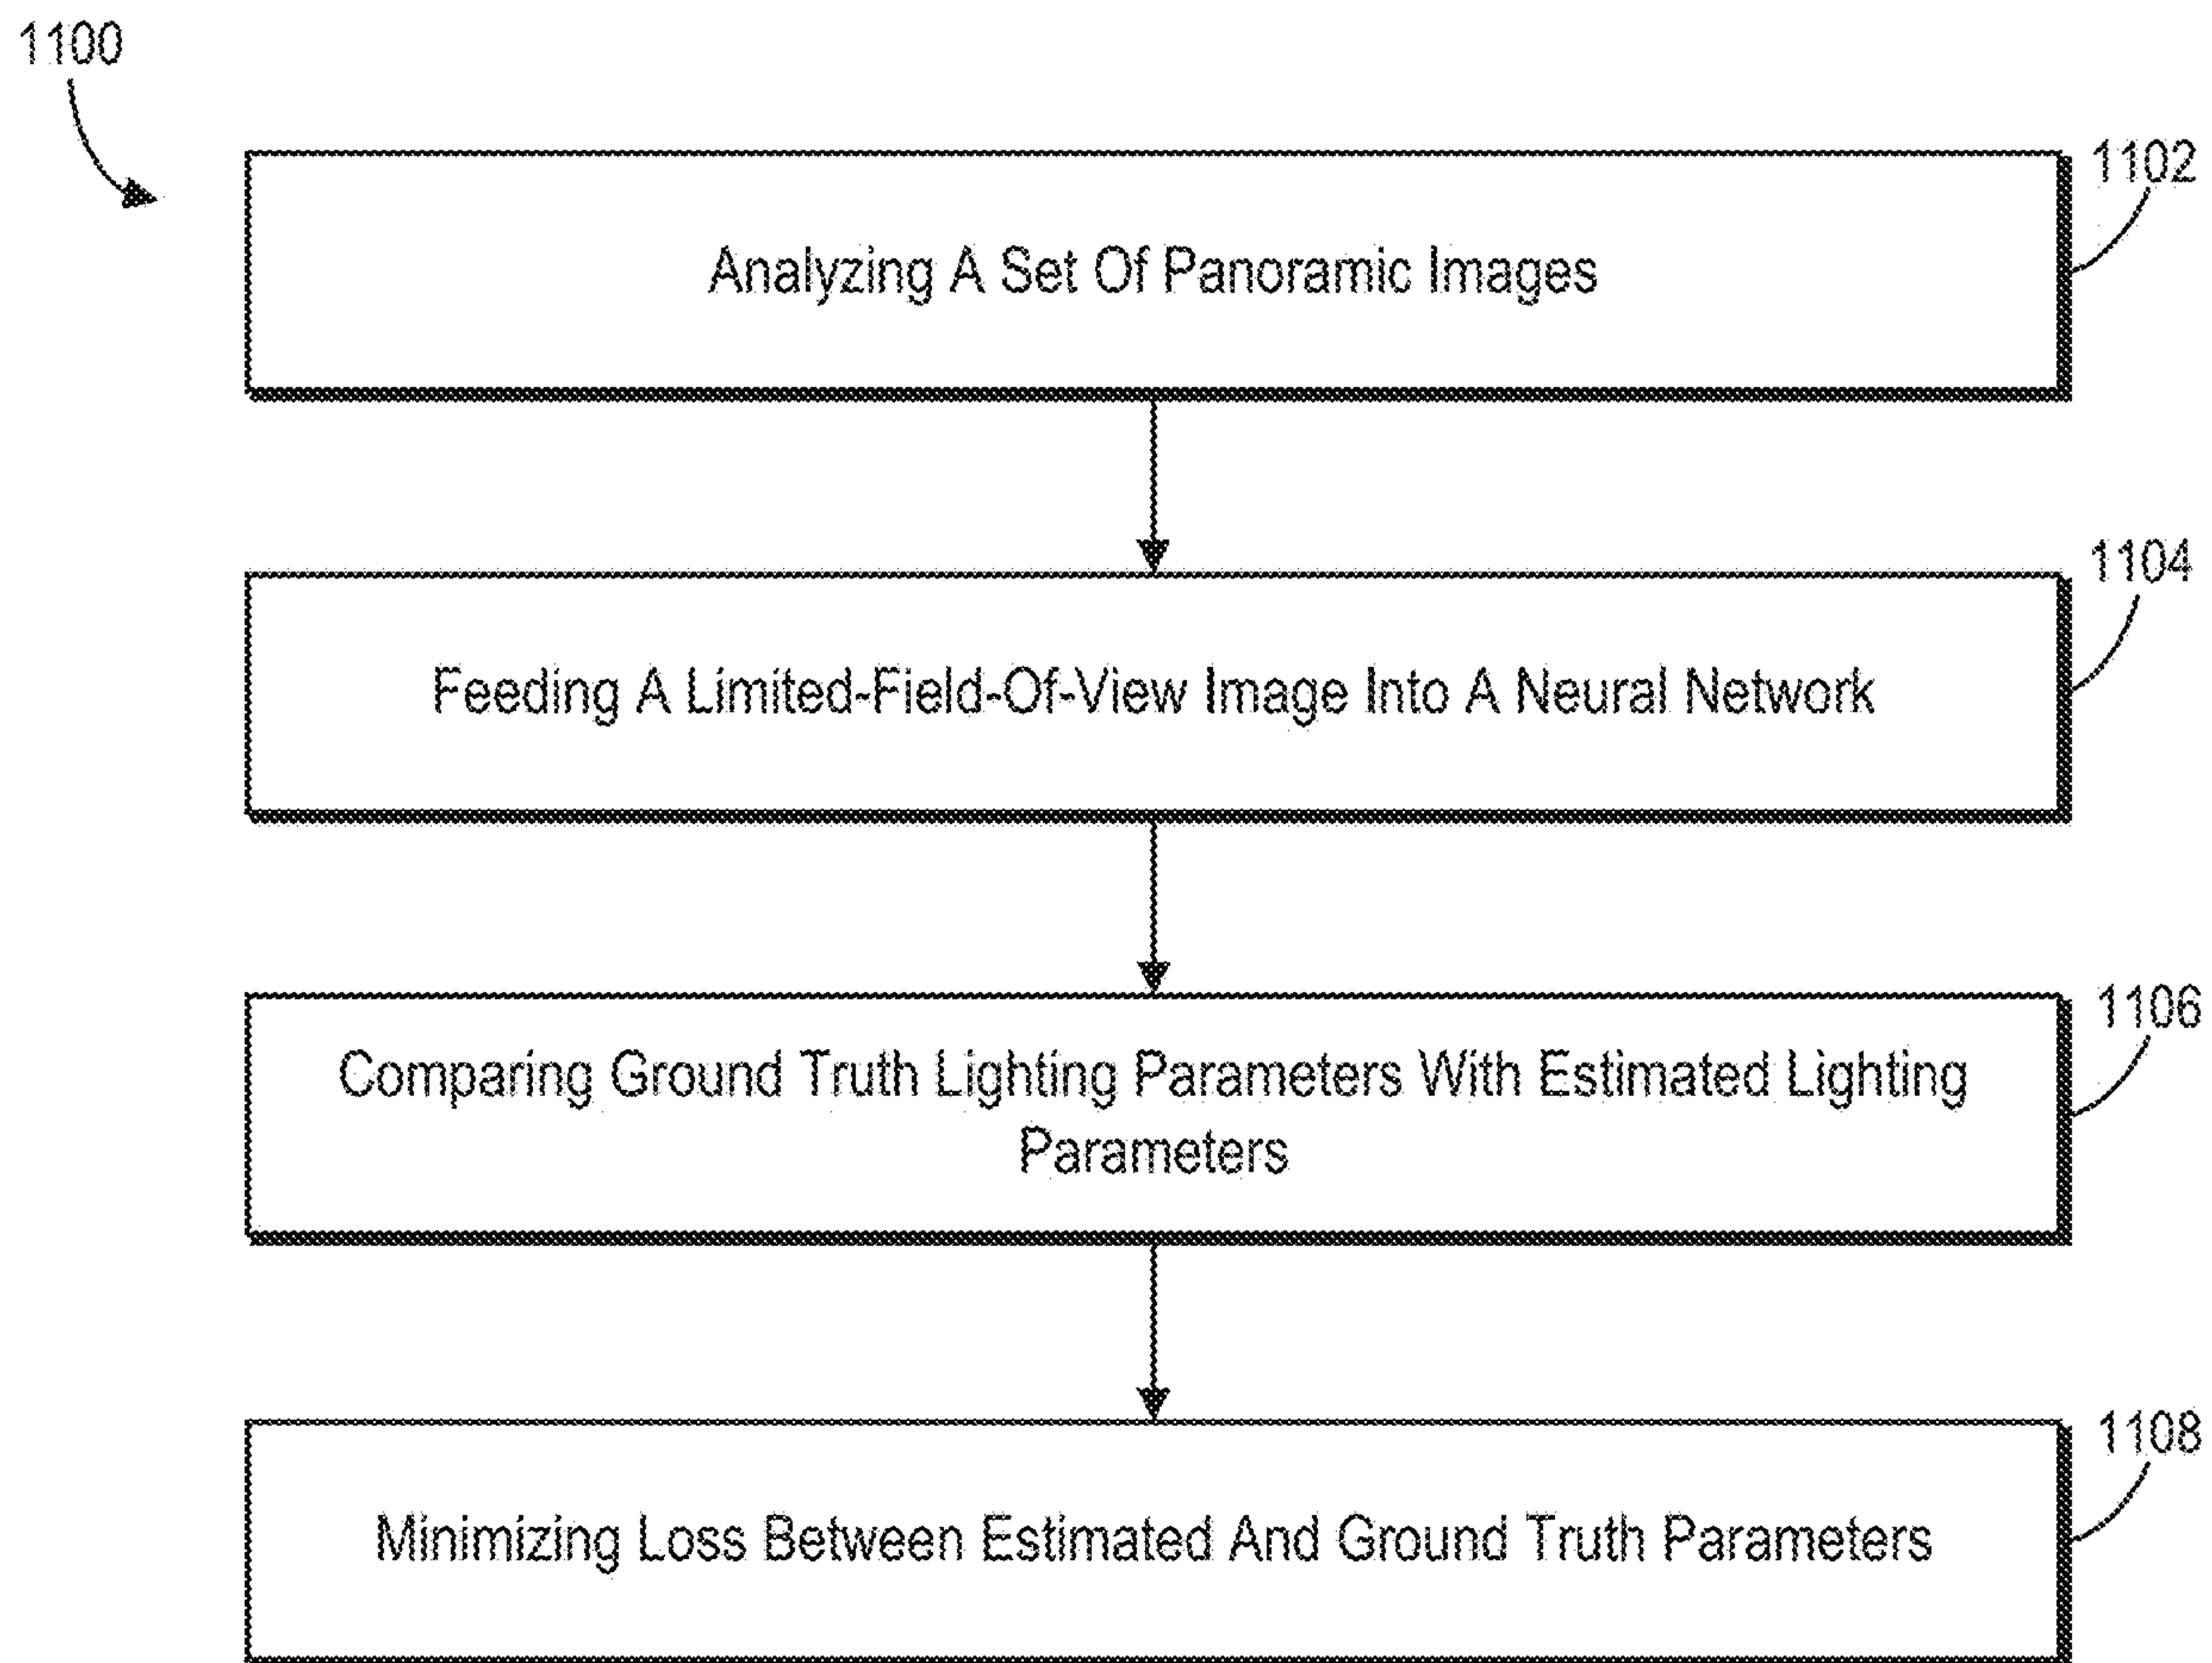 1100
1102
Analyzing A Set Of Panoramic Images
1104
Feeding A Limited-Field-Of-View Image Into A Neural Network
1106
Comparing Ground Truth Lighting Parameters With Estimated Lighting
Parameters
1108
Minimizing Loss Between Estimated And Ground Truth Parameters